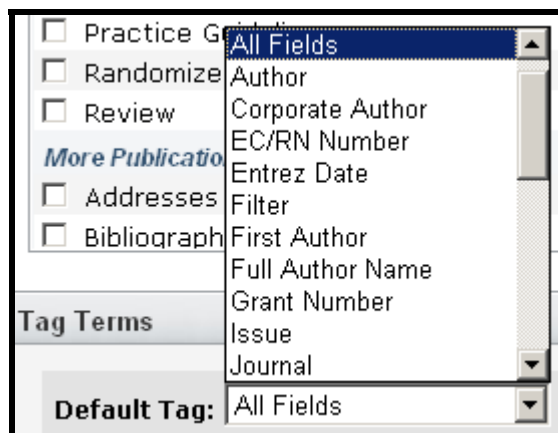 Practice
Randomize
Review
More Publicatio
Addresses
Bibliograph
All Fields
Author
Corporate Author
EC/RN Number
Entrez Date
Filter
First Author
Full Author Name
Grant Number
Issue
Journal
Tag Terms
Default Tag: All Fields